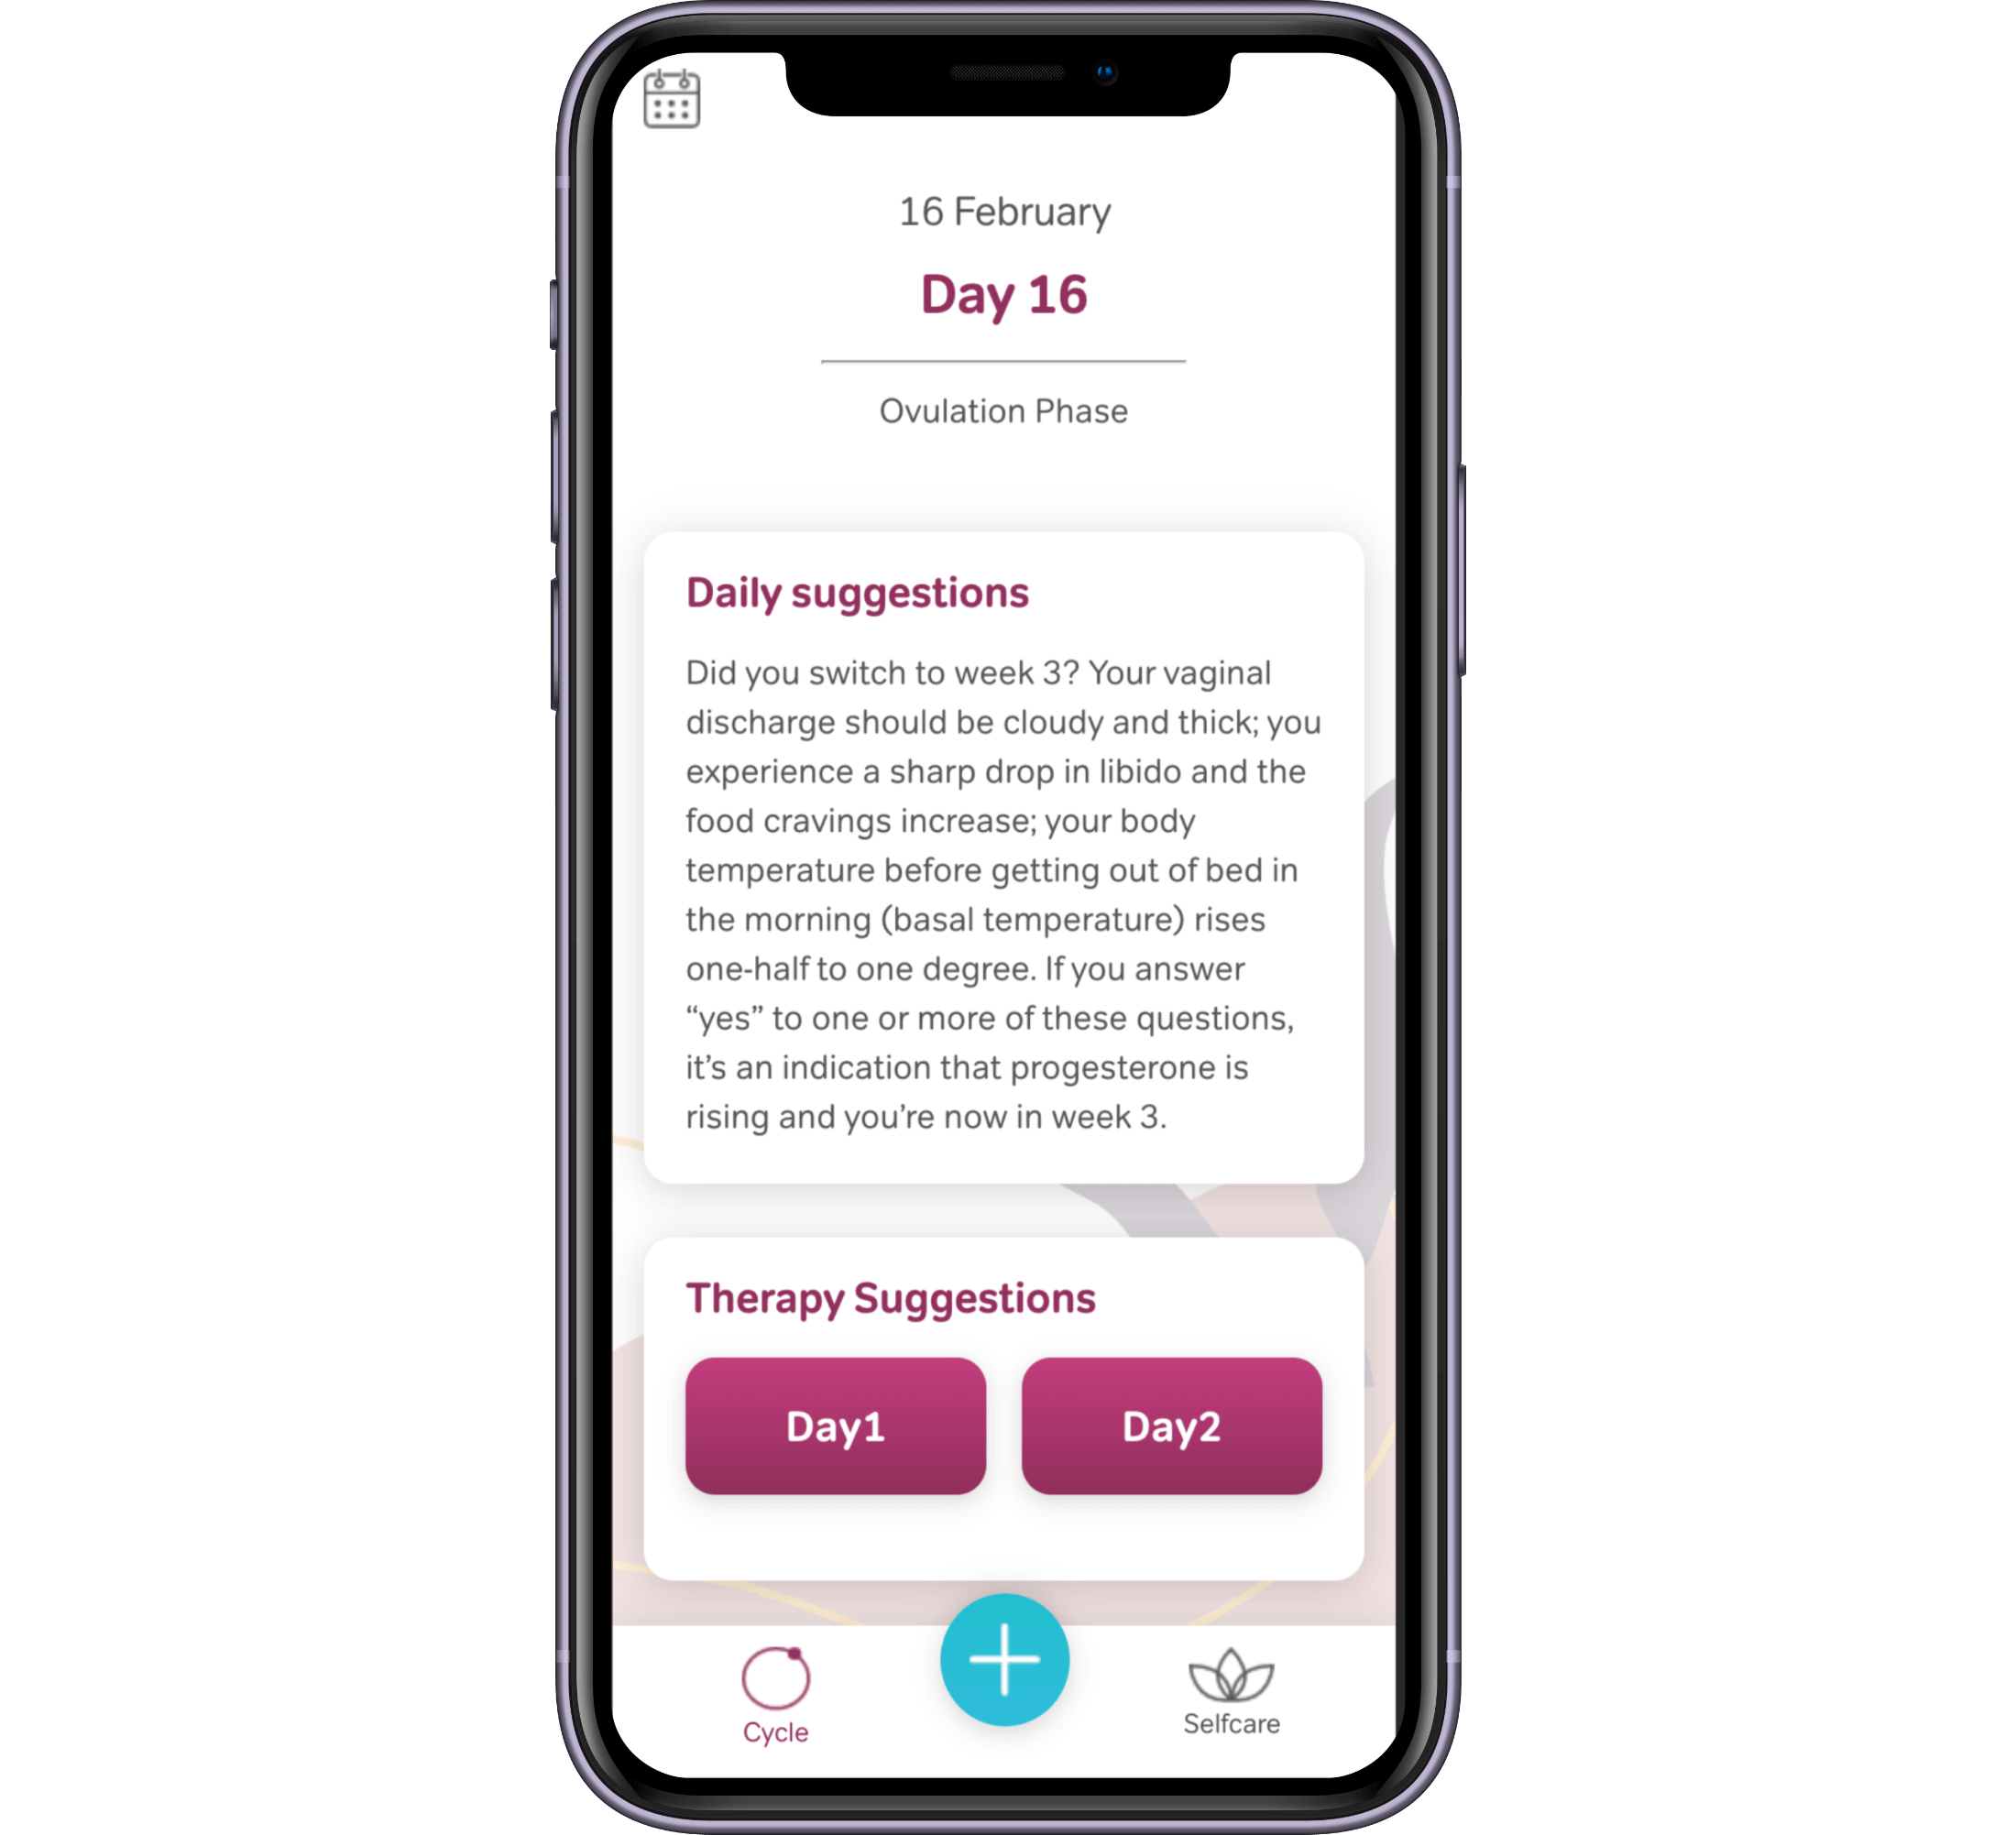 16 February
Day 16
Ovulation Phase
Daily suggestions
Did you switch to week 3? Your vaginal
discharge should be cloudy and thick; you
experience a sharp drop in libido and the
food cravings increase; your body
temperature before getting out of bed in
the morning (basal temperature) rises
one-half to one degree. If you answer
“yes” to one or more of these questions,
it’s an indication that progesterone is
rising and you’re now in week 3.
Therapy Suggestions
Day1
Day2
Cycle
Selfcare